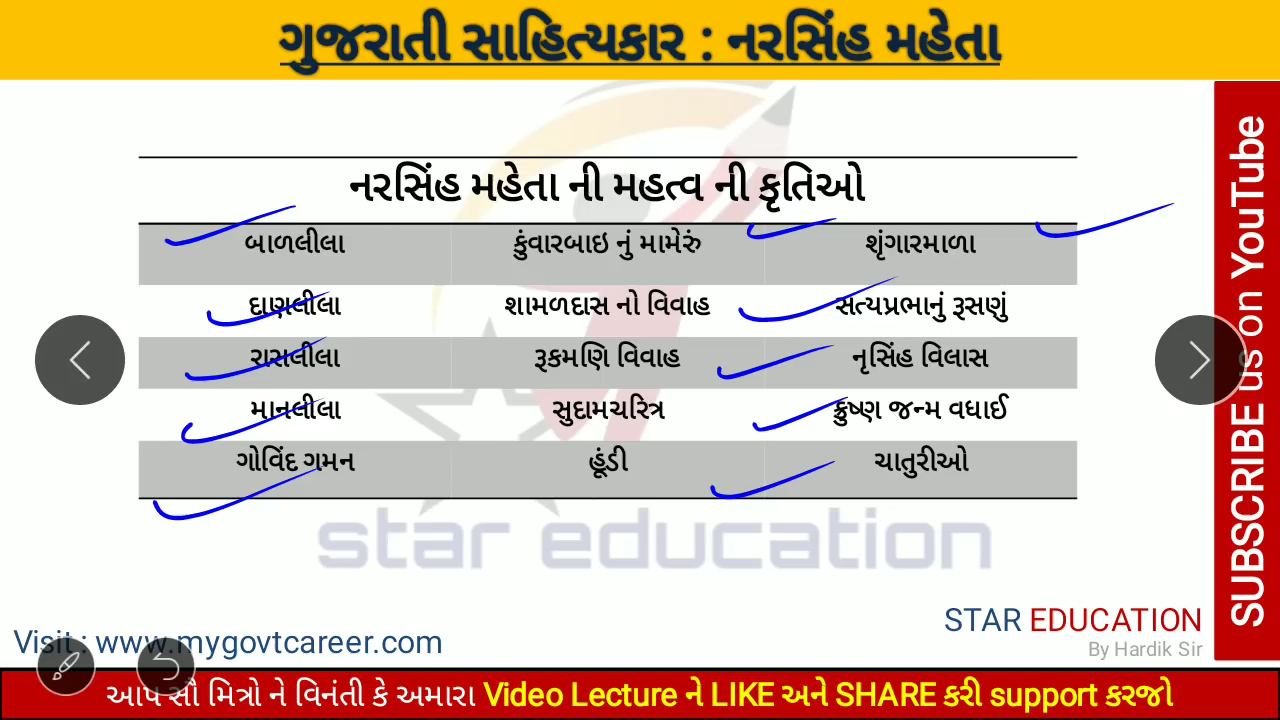 ગુજરાતી સાહિત્યકાર : નરસિંહ મહેતા
નરસિંહ મહેતા ની મહત્વ ની કૃતિઓ
બાળલીલા કુંવારબાઇ નું મામેરું શૃંગારમાળા
દાણલીલા શામળદાસ નો વિવાહ સત્યપ્રભાનું રૂસણું
રાસલીલા રૂકમણિ વિવાહ નૃસિંહ વિલાસ
માનલીલા સુદામચરિત્ર ક્રુષ્ણ જન્મ વધાઈ
ગોવિંદ ગમન હૂંડી ચાતુરીઓ
star education
STAR EDUCATION
By Hardik Sir
Visit : www.mygovtcareer.com
આપ સૌ મિત્રો ને વિનંતી કે અમારા Video Lecture ને LIKE અને SHARE કરી support કરજો
SUBSCRIBE us on YouTube